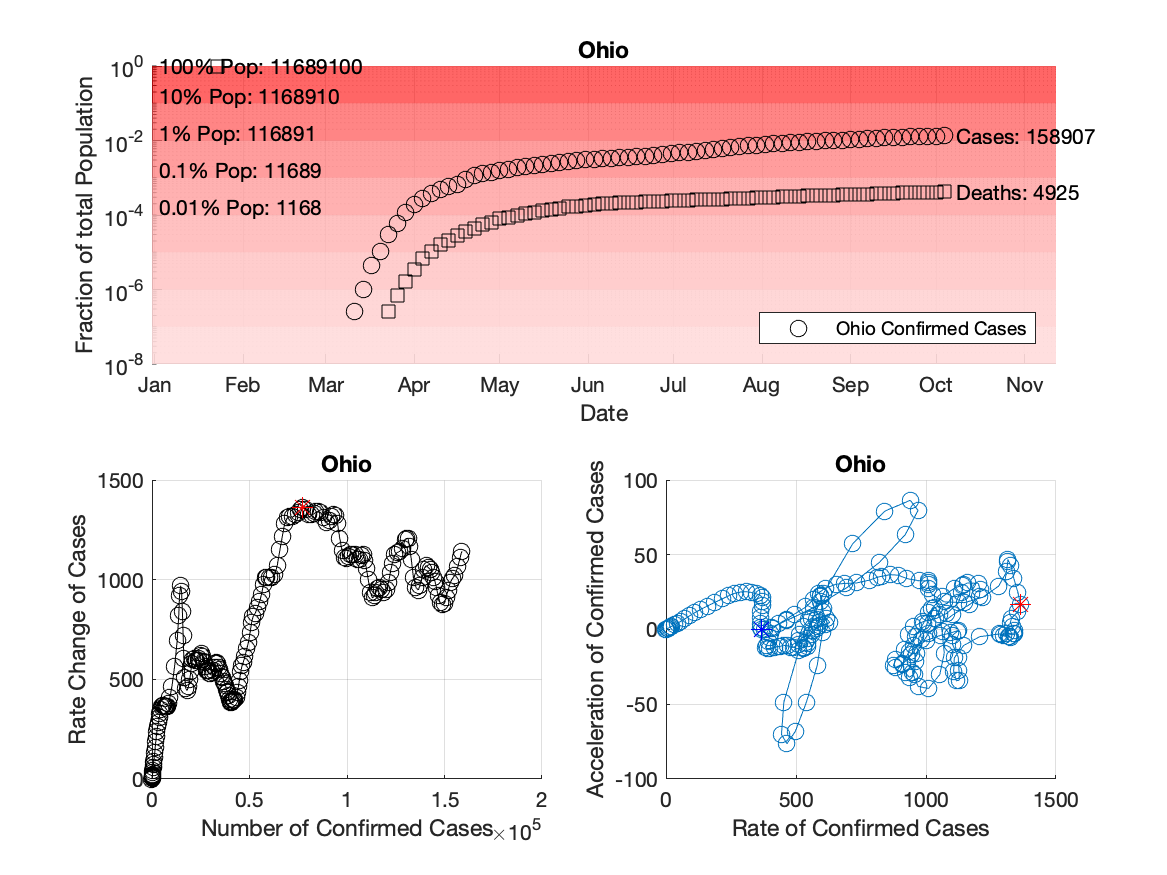 Ohio
10^0
10^-2
10^-4
10^-6
10^-8
Fraction of total Population
100% Pop: 11689100
10% Pop: 1168910
1% Pop: 116891
0.1% Pop: 11689
0.01% Pop: 1168
Cases: 158907
Deaths: 4925
Ohio Confirmed Cases
Jan Feb Mar Apr May Jun Jul Aug Sep Oct Nov
Date
Ohio
1500
1000
500
0
Rate Change of Cases
0 0.5 1 1.5 2
Number of Confirmed Cases ×10^5
Ohio
100
50
0
-50
-100
Acceleration of Confirmed Cases
0 500 1000 1500
Rate of Confirmed Cases